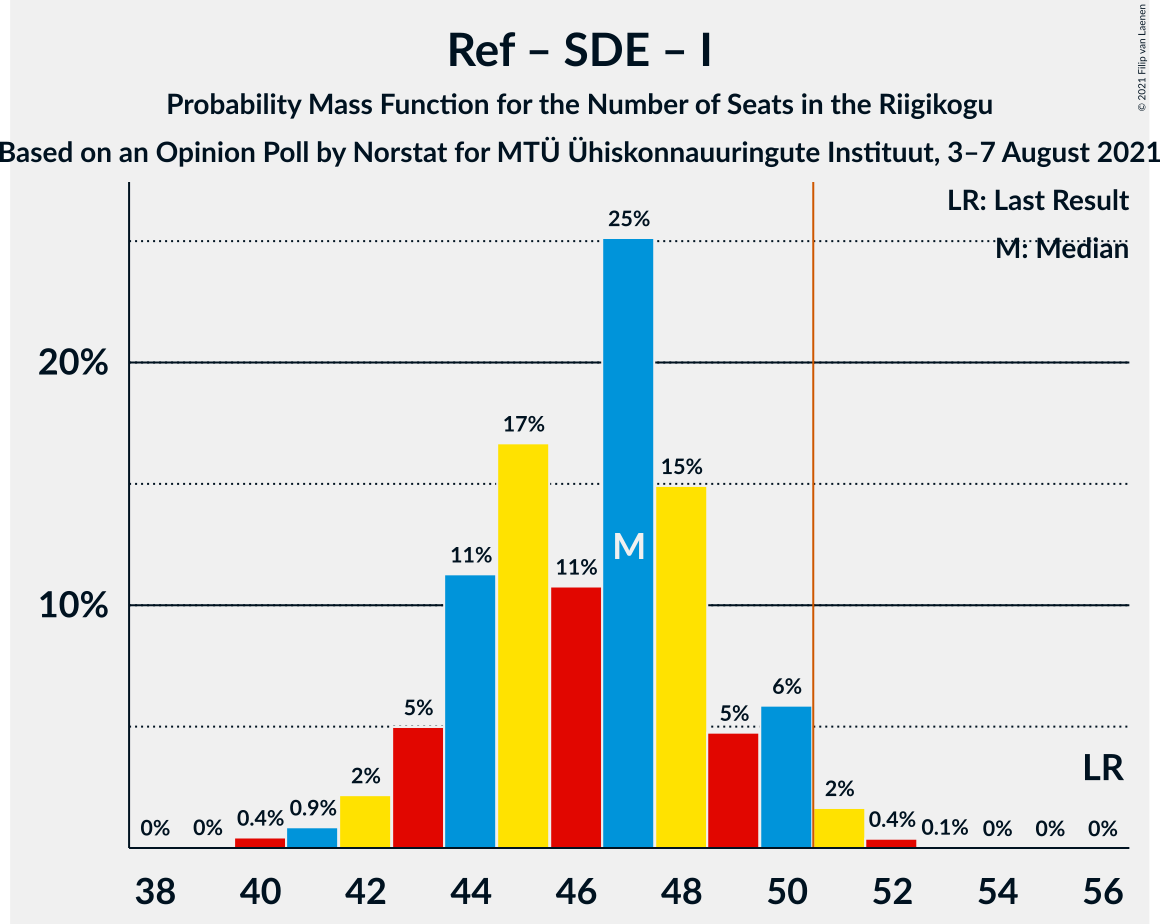 Ref – SDE – I
Probability Mass Function for the Number of Seats in the Riigikogu
Based on an Opinion Poll by Norstat for MTÜ Ühiskonnauuringute Instituut, 3–7 August 2021
© 2021 Filip van Laenen
LR: Last Result
M: Median
25%
20%
17%
15%
M
11%
11%
10%
6%
5%
5%
LR
2%
2%
0.9%
0.4%
0.4%
0.1%
0%
0%
0%
0%
0%
38 40 42 44 46 48 50 52 54 56